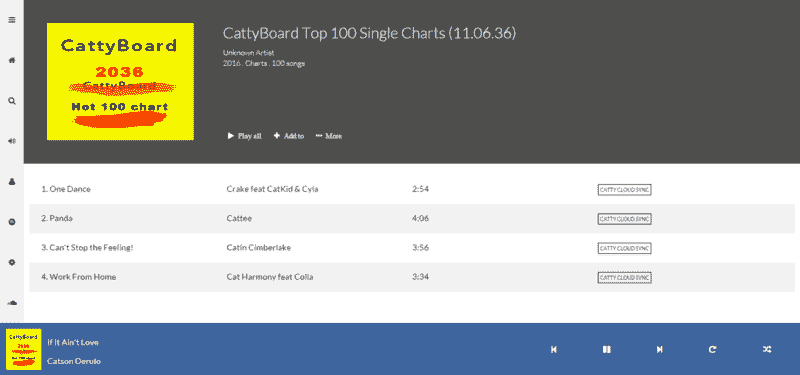 CattyBoard
2036
CattyBoard
Hot 100 chart
CattyBoard Top 100 Single Charts (11.06.36)
Unknown Artist
2016 . Charts . 100 songs
Play all Add to More
1. One Dance Crake feat CatKid & Cyla 2:54 CATTY CLOUD SYNC
2. Panda Cattee 4:06 CATTY CLOUD SYNC
3. Can't Stop the Feeling! Catin Cimberlake 3:56 CATTY CLOUD SYNC
4. Work From Home Cat Harmony feat Colla 3:34 CATTY CLOUD SYNC
CattyBoard
2036
Hot 100 chart
If It Ain't Love
Catson Derulo